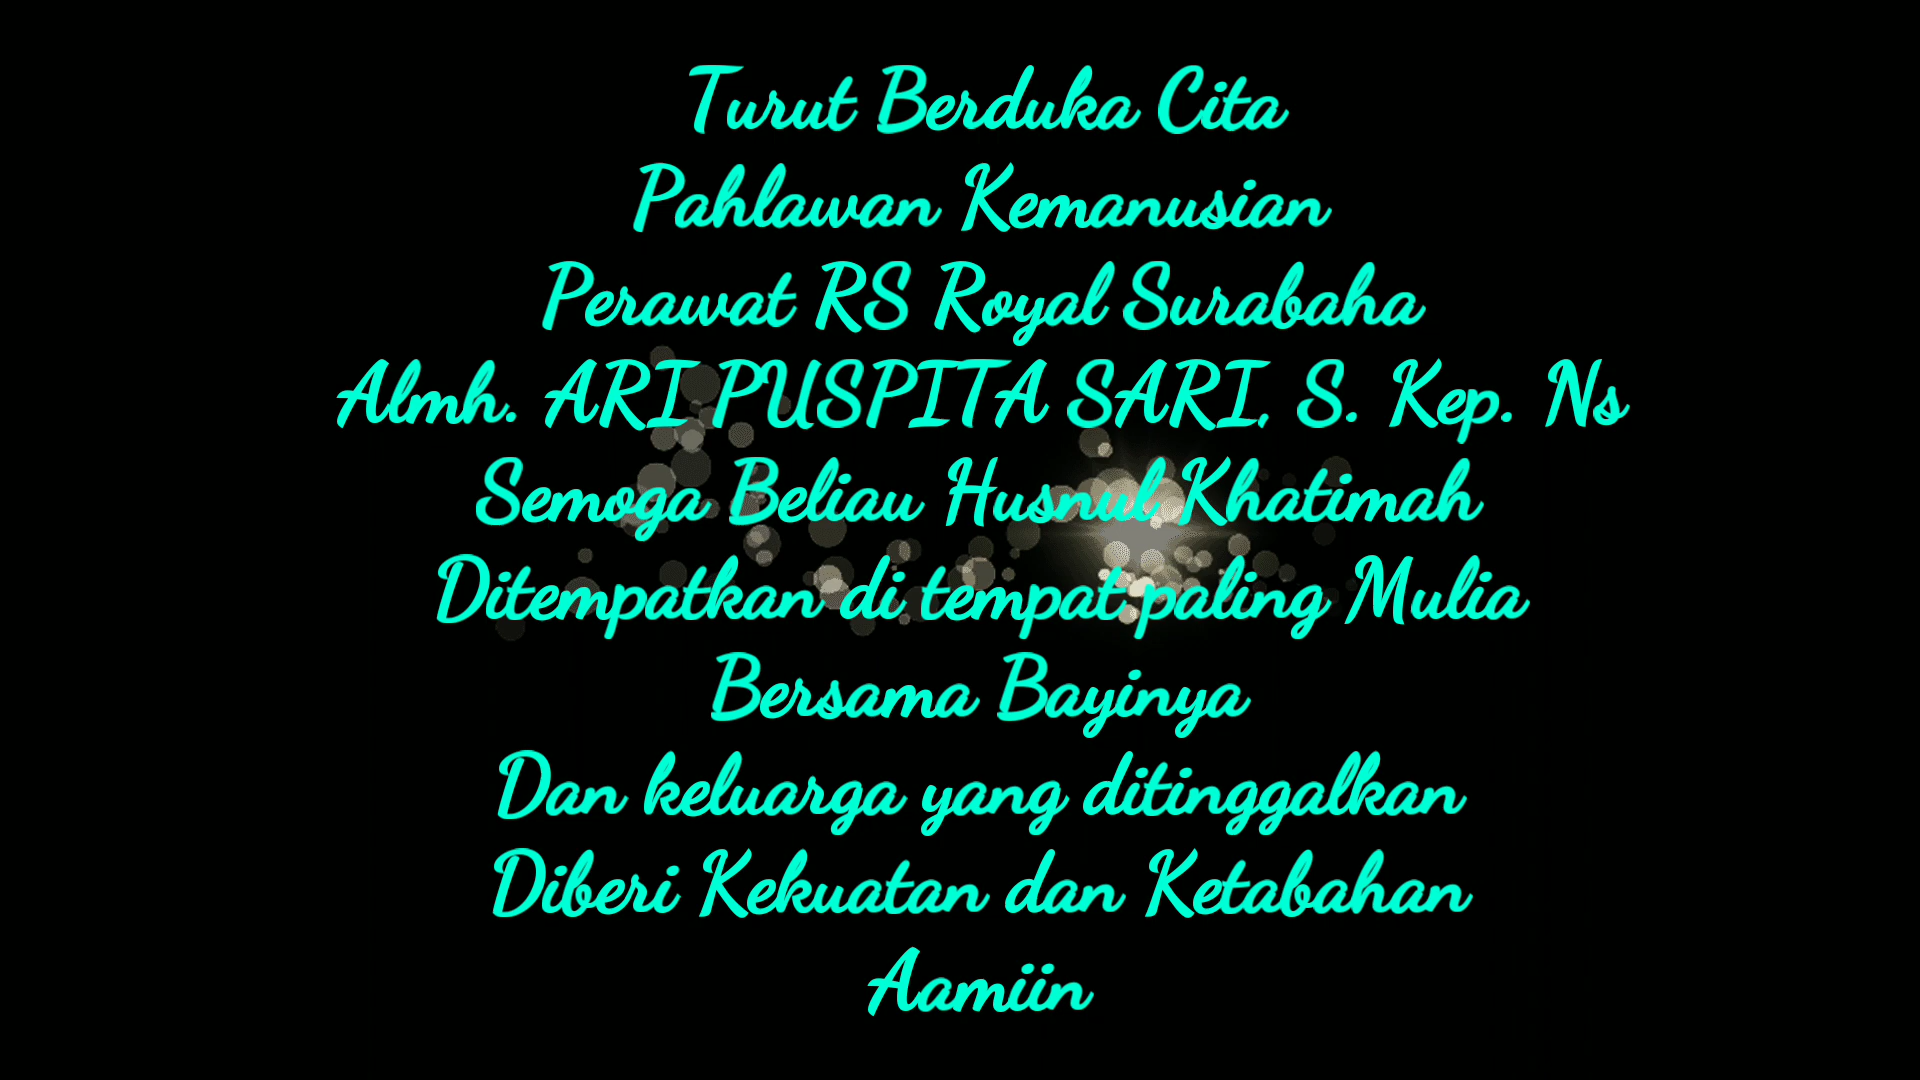 Turut Berduka Cita
Pahlawan Kemanusian
Perawat RS Royal Surabaha
Almh. ARI PUSPITA SARI, S. Kep. Ns
Semoga Beliau Husnul Khatimah
Ditempatkan di tempat paling Mulia
Bersama Bayinya
Dan keluarga yang ditinggalkan
Diberi Kekuatan dan Ketabahan
Aamiin